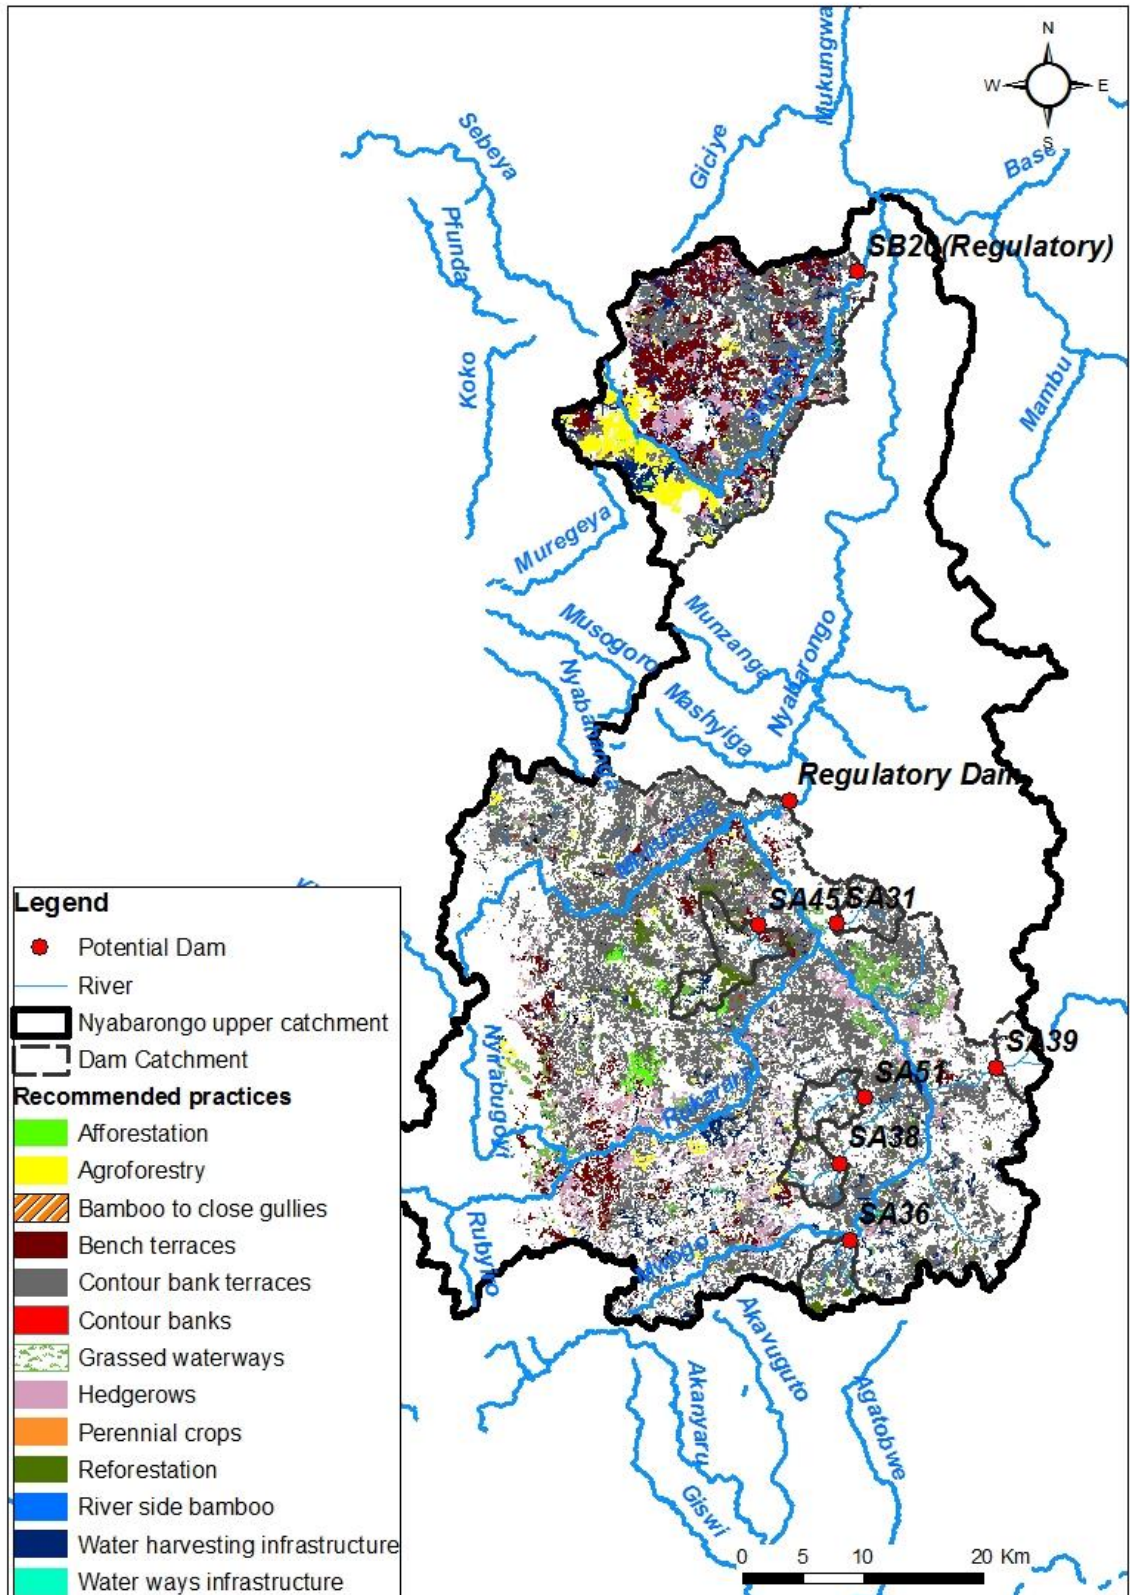 N
W E
S
Mukungwa
Sebeya
Giciye
Base
Pfunda
SB20(Regulatory)
Koko
Mambu
Muregeya
Musogoro
Munzanga
Nyabarongo
Mashyiga
Regulatory Dam
SA45
SA31
SA39
SA51
SA38
SA36
Mwogo
Akavuguto
Akanyaru
Agatobwe
Giswi
Legend
Potential Dam
River
Nyabarongo upper catchment
Dam Catchment
Recommended practices
Afforestation
Agroforestry
Bamboo to close gullies
Bench terraces
Contour bank terraces
Contour banks
Grassed waterways
Hedgerows
Perennial crops
Reforestation
River side bamboo
Water harvesting infrastructure
Water ways infrastructure
0 5 10 20 Km